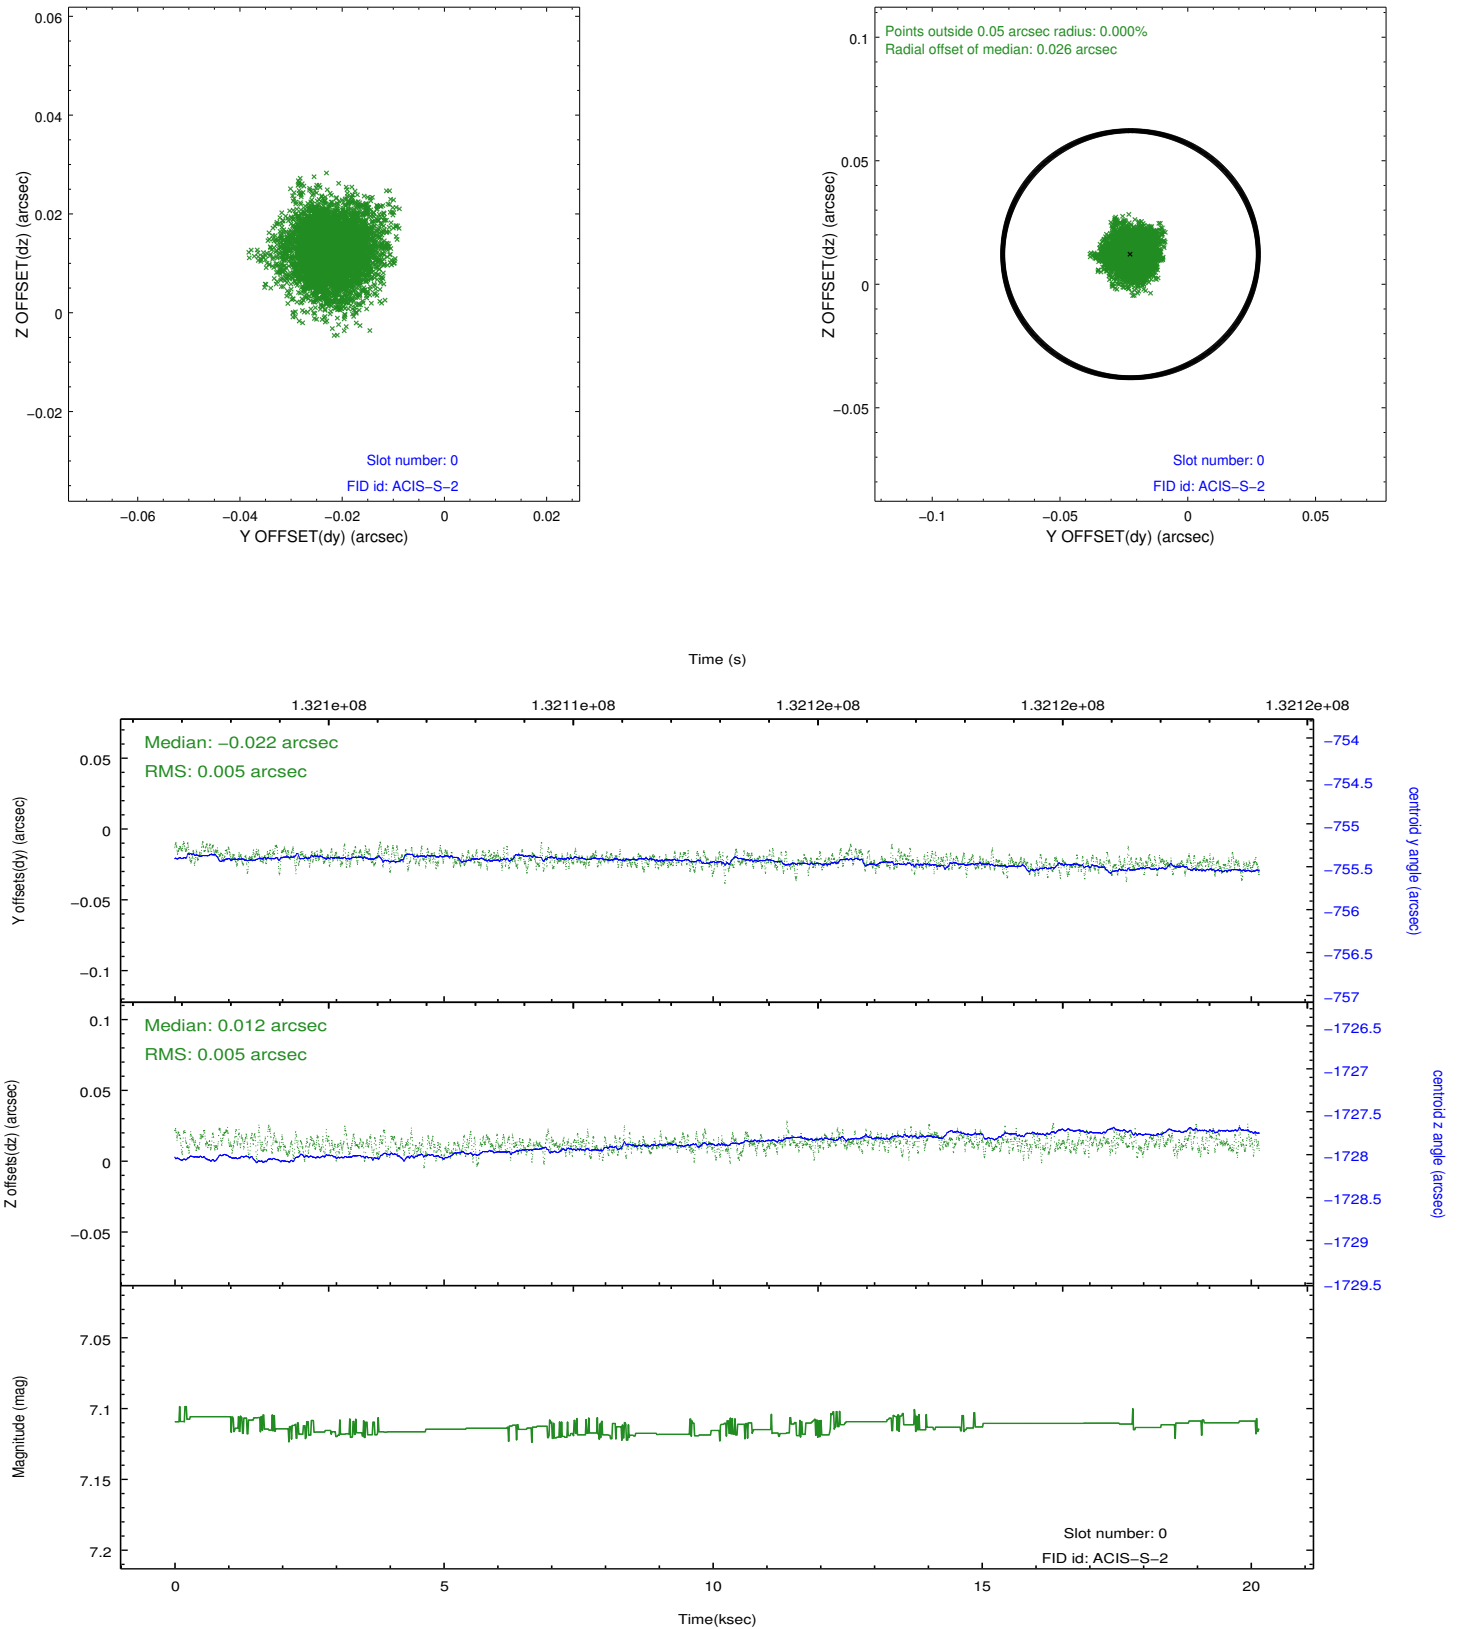 0.06
0.04
0.02
0
−0.02
Z OFFSET(dz) (arcsec)
Slot number: 0
FID id: ACIS−S−2
−0.06 −0.04 −0.02 0 0.02
Y OFFSET(dy) (arcsec)
Points outside 0.05 arcsec radius: 0.000%
Radial offset of median: 0.026 arcsec
0.1
0.05
0
−0.05
Z OFFSET(dz) (arcsec)
Slot number: 0
FID id: ACIS−S−2
−0.1 −0.05 0 0.05
Y OFFSET(dy) (arcsec)
Time (s)
1.321e+08 1.3211e+08 1.3212e+08 1.3212e+08 1.3212e+08
Median: −0.022 arcsec
RMS: 0.005 arcsec
0.05
0
−0.05
−0.1
Y offsets(dy) (arcsec)
−754
−754.5
−755
−755.5
−756
−756.5
−757
centroid y angle (arcsec)
Median: 0.012 arcsec
RMS: 0.005 arcsec
0.1
0.05
0
−0.05
Z offsets(dz) (arcsec)
−1726.5
−1727
−1727.5
−1728
−1728.5
−1729
−1729.5
centroid z angle (arcsec)
7.05
7.1
7.15
7.2
Magnitude (mag)
Slot number: 0
FID id: ACIS−S−2
0 5 10 15 20
Time(ksec)